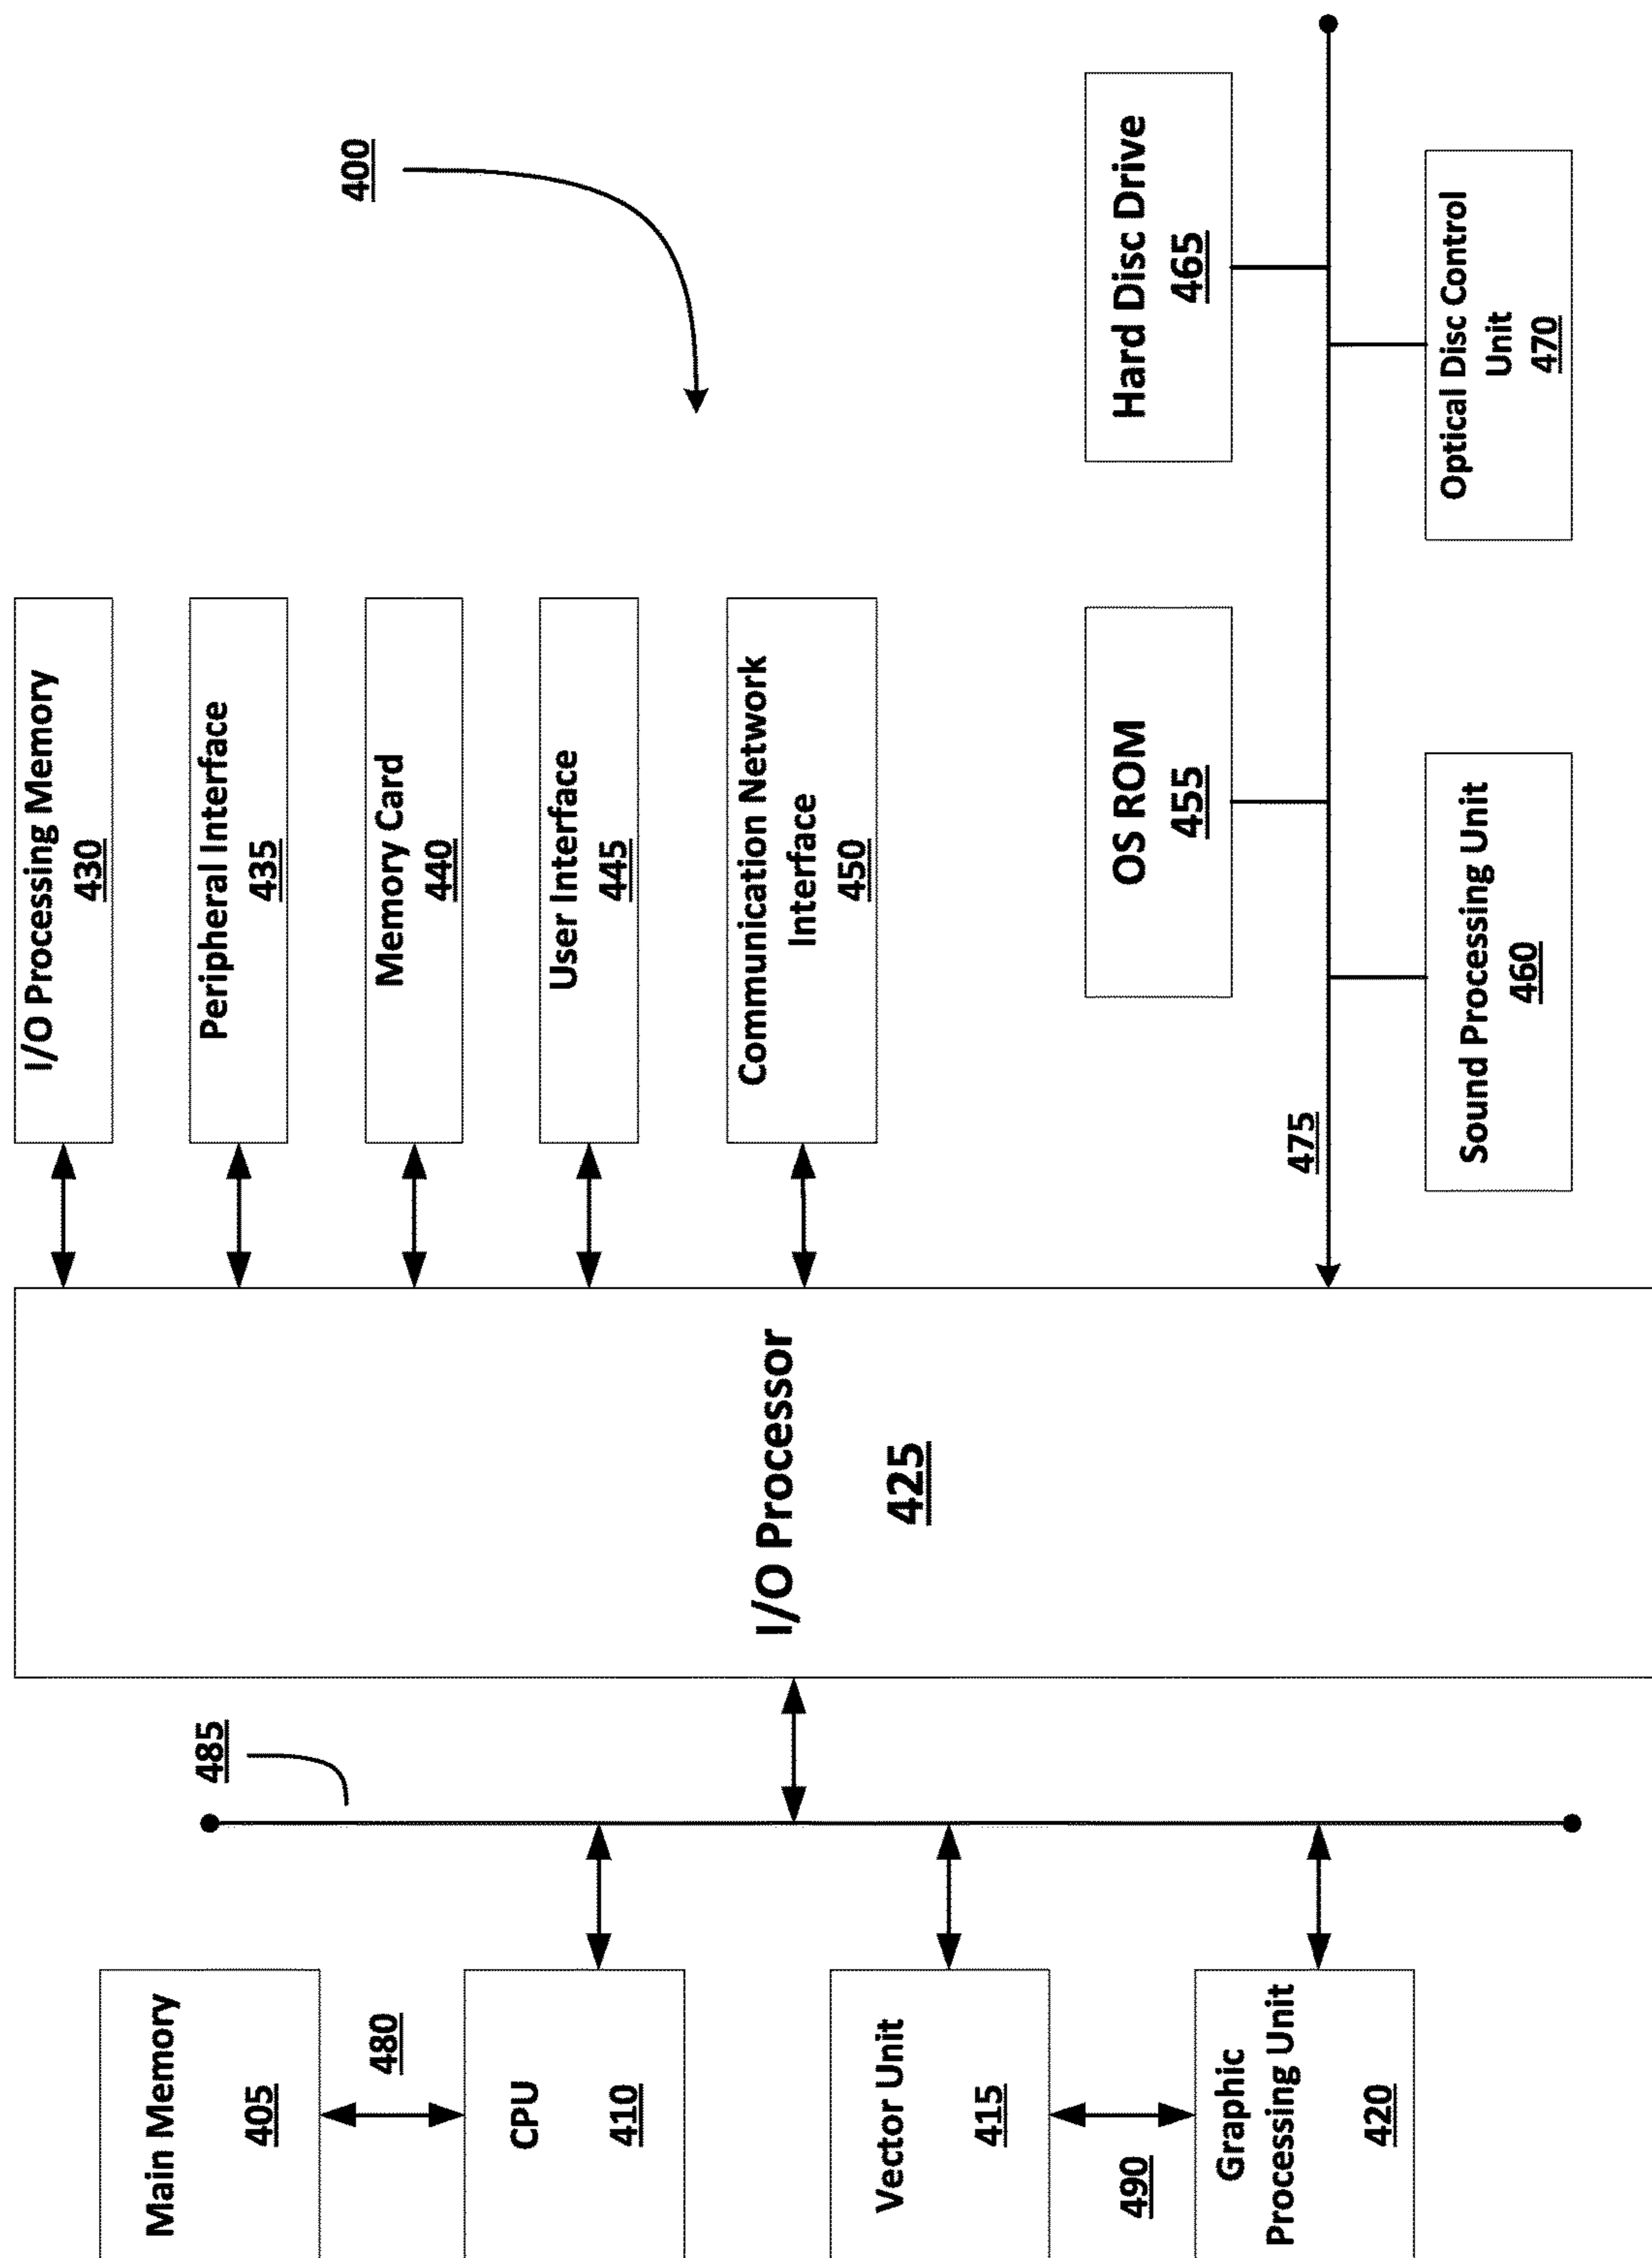 400
I/O Processing Memory
430
Peripheral Interface
435
Memory Card
440
User Interface
445
Communication Network
Interface
450
OS ROM
455
Hard Disc Drive
465
475
Sound Processing Unit
460
Optical Disc Control
Unit
470
I/O Processor
425
485
Main Memory
405
480
CPU
410
Vector Unit
415
490
Graphic
Processing Unit
420